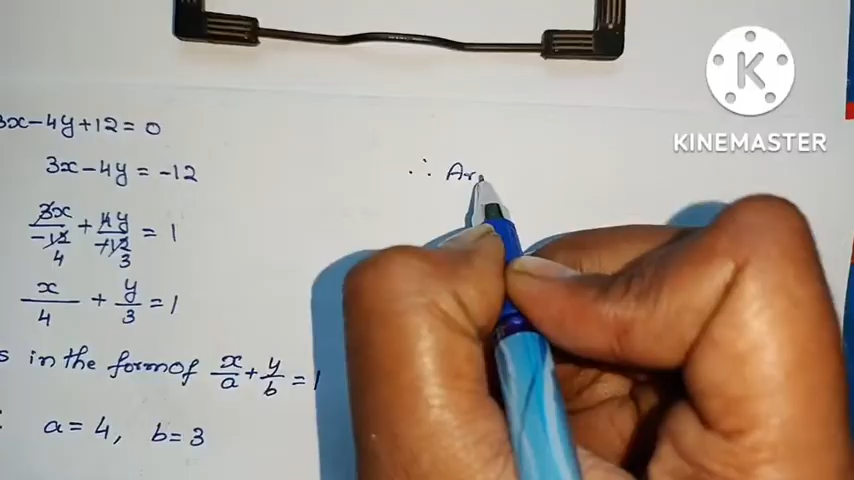 3x-4y+12=0
3x-4y = -12
3x/-12 + 4y/+12 = 1
4 3
x/4 + y/3 = 1
in the form of x/a + y/b = 1
a=4, b=3
∴ Ar
KINEMASTER